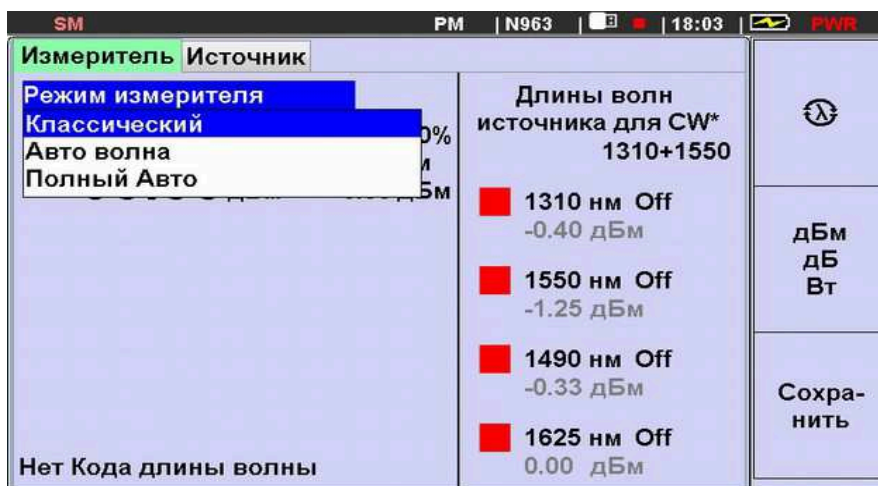 SM PM | N963 | | 18:03 | PWR
Измеритель Источник
Режим измерителя
Классический
Авто волна
Полный Авто
0%
Длины волн
источника для CW*
1310+1550
1310 нм Off
-0.40 дБм
1550 нм Off
-1.25 дБм
1490 нм Off
-0.33 дБм
1625 нм Off
0.00 дБм
Нет Кода длины волны
λ
дБм
дБ
Вт
Сохра-
нить